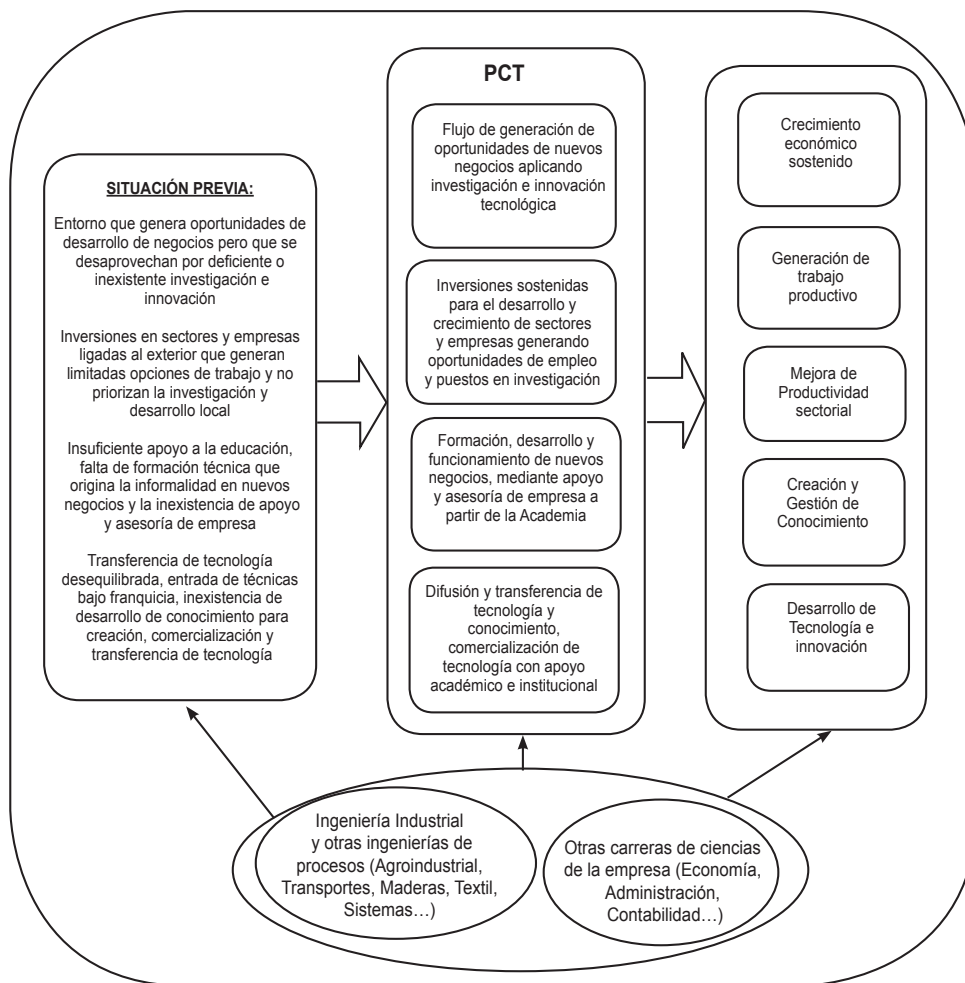 SITUACIÓN PREVIA:
Entorno que genera oportunidades de
desarrollo de negocios pero que se
desaprovechan por deficiente o
inexistente investigación e
innovación
Inversiones en sectores y empresas
ligadas al exterior que generan
limitadas opciones de trabajo y no
priorizan la investigación y
desarrollo local
Insuficiente apoyo a la educación,
falta de formación técnica que
origina la informalidad en nuevos
negocios y la inexistencia de apoyo
y asesoría de empresa
Transferencia de tecnología
desequilibrada, entrada de técnicas
bajo franquicia, inexistencia de
desarrollo de conocimiento para
creación, comercialización y
transferencia de tecnología
PCT
Flujo de generación de
oportunidades de nuevos
negocios aplicando
investigación e innovación
tecnológica
Inversiones sostenidas
para el desarrollo y
crecimiento de sectores
y empresas generando
oportunidades de empleo
y puestos en investigación
Formación, desarrollo y
funcionamiento de nuevos
negocios, mediante apoyo
y asesoría de empresa a
partir de la Academia
Difusión y transferencia de
tecnología y
conocimiento,
comercialización de
tecnología con apoyo
académico e institucional
Crecimiento
económico
sostenido
Generación de
trabajo
productivo
Mejora de
Productividad
sectorial
Creación y
Gestión de
Conocimiento
Desarrollo de
Tecnología e
innovación
Ingeniería Industrial
y otras ingenierías de
procesos (Agroindustrial,
Transportes, Maderas, Textil,
Sistemas…)
Otras carreras de ciencias
de la empresa (Economía,
Administración,
Contabilidad…)